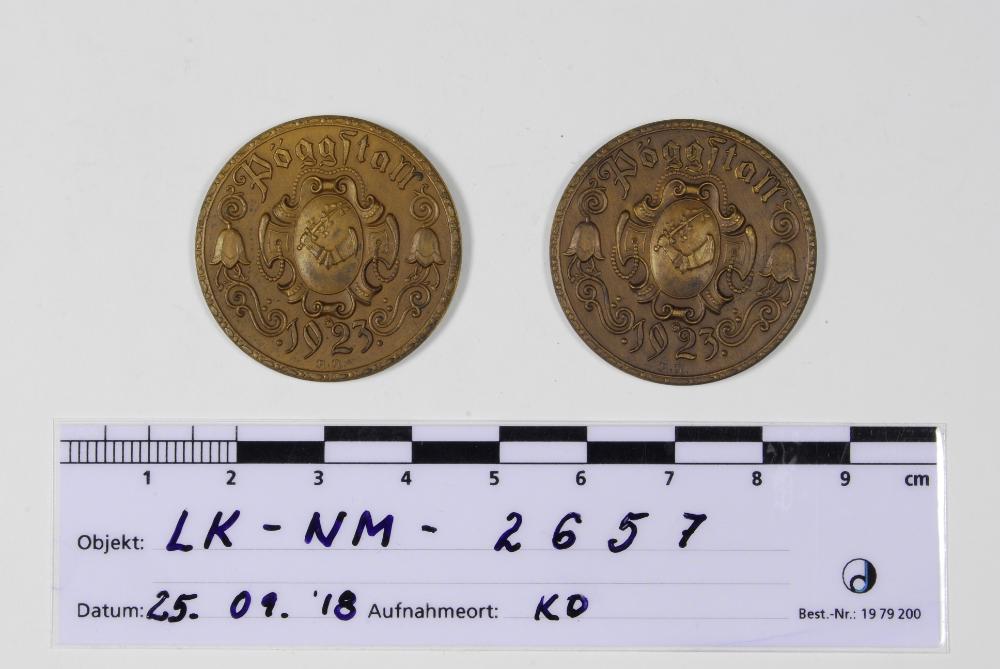 Pöggstall
1923
Pöggstall
1923
1 2 3 4 5 6 7 8 9 cm
Objekt: LK - NM - 2657
Datum: 25. 09. '18 Aufnahmeort: KO
Best.-Nr.: 19 79 200